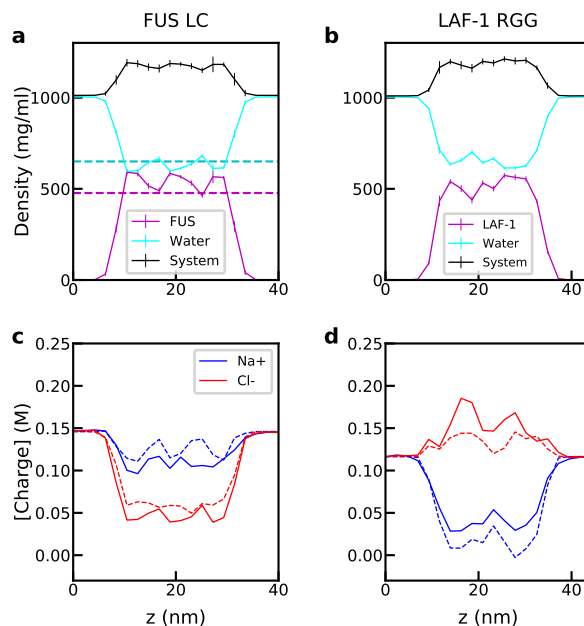 FUS LC
LAF-1 RGG
a
b
Density (mg/ml)
1000
500
0
FUS
Water
System
0
20
40
1000
500
0
LAF-1
Water
System
0
20
40
c
d
[Charge] (M)
0.25
0.20
0.15
0.10
0.05
0.00
Na+
Cl-
0
20
40
z (nm)
0.25
0.20
0.15
0.10
0.05
0.00
0
20
40
z (nm)